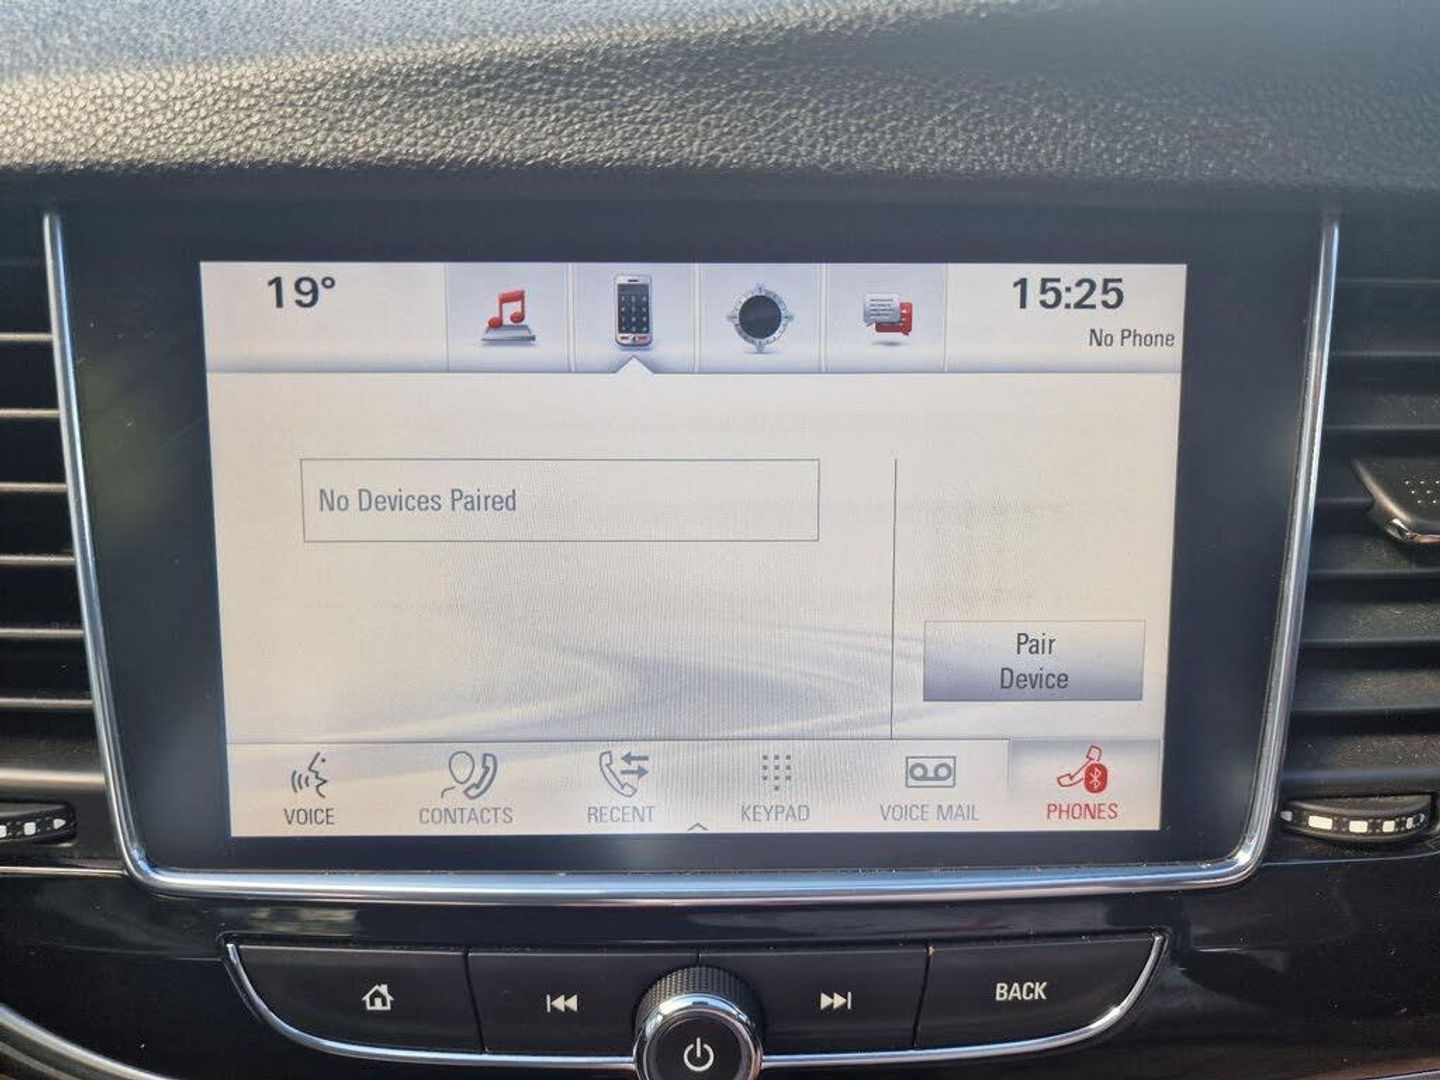 19°
15:25
No Phone
No Devices Paired
Pair
Device
VOICE
CONTACTS
RECENT
KEYPAD
VOICE MAIL
PHONES
BACK